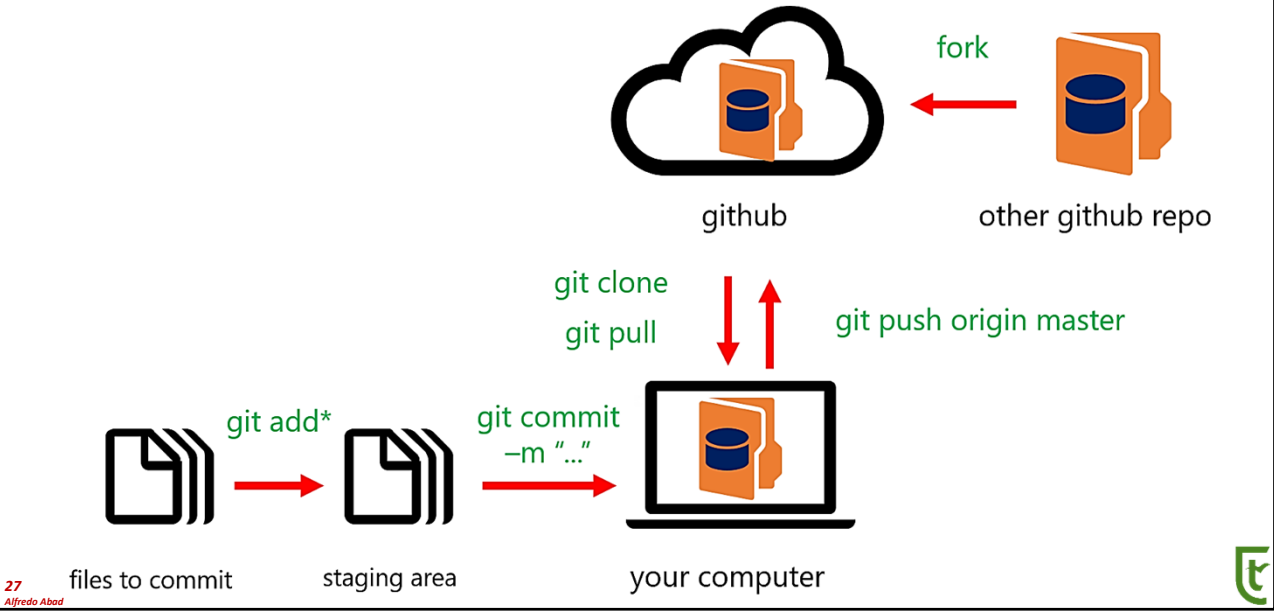 fork
github
other github repo
git clone
git pull
git push origin master
git add*
git commit
–m “...”
files to commit
staging area
your computer
27
Alfredo Abad